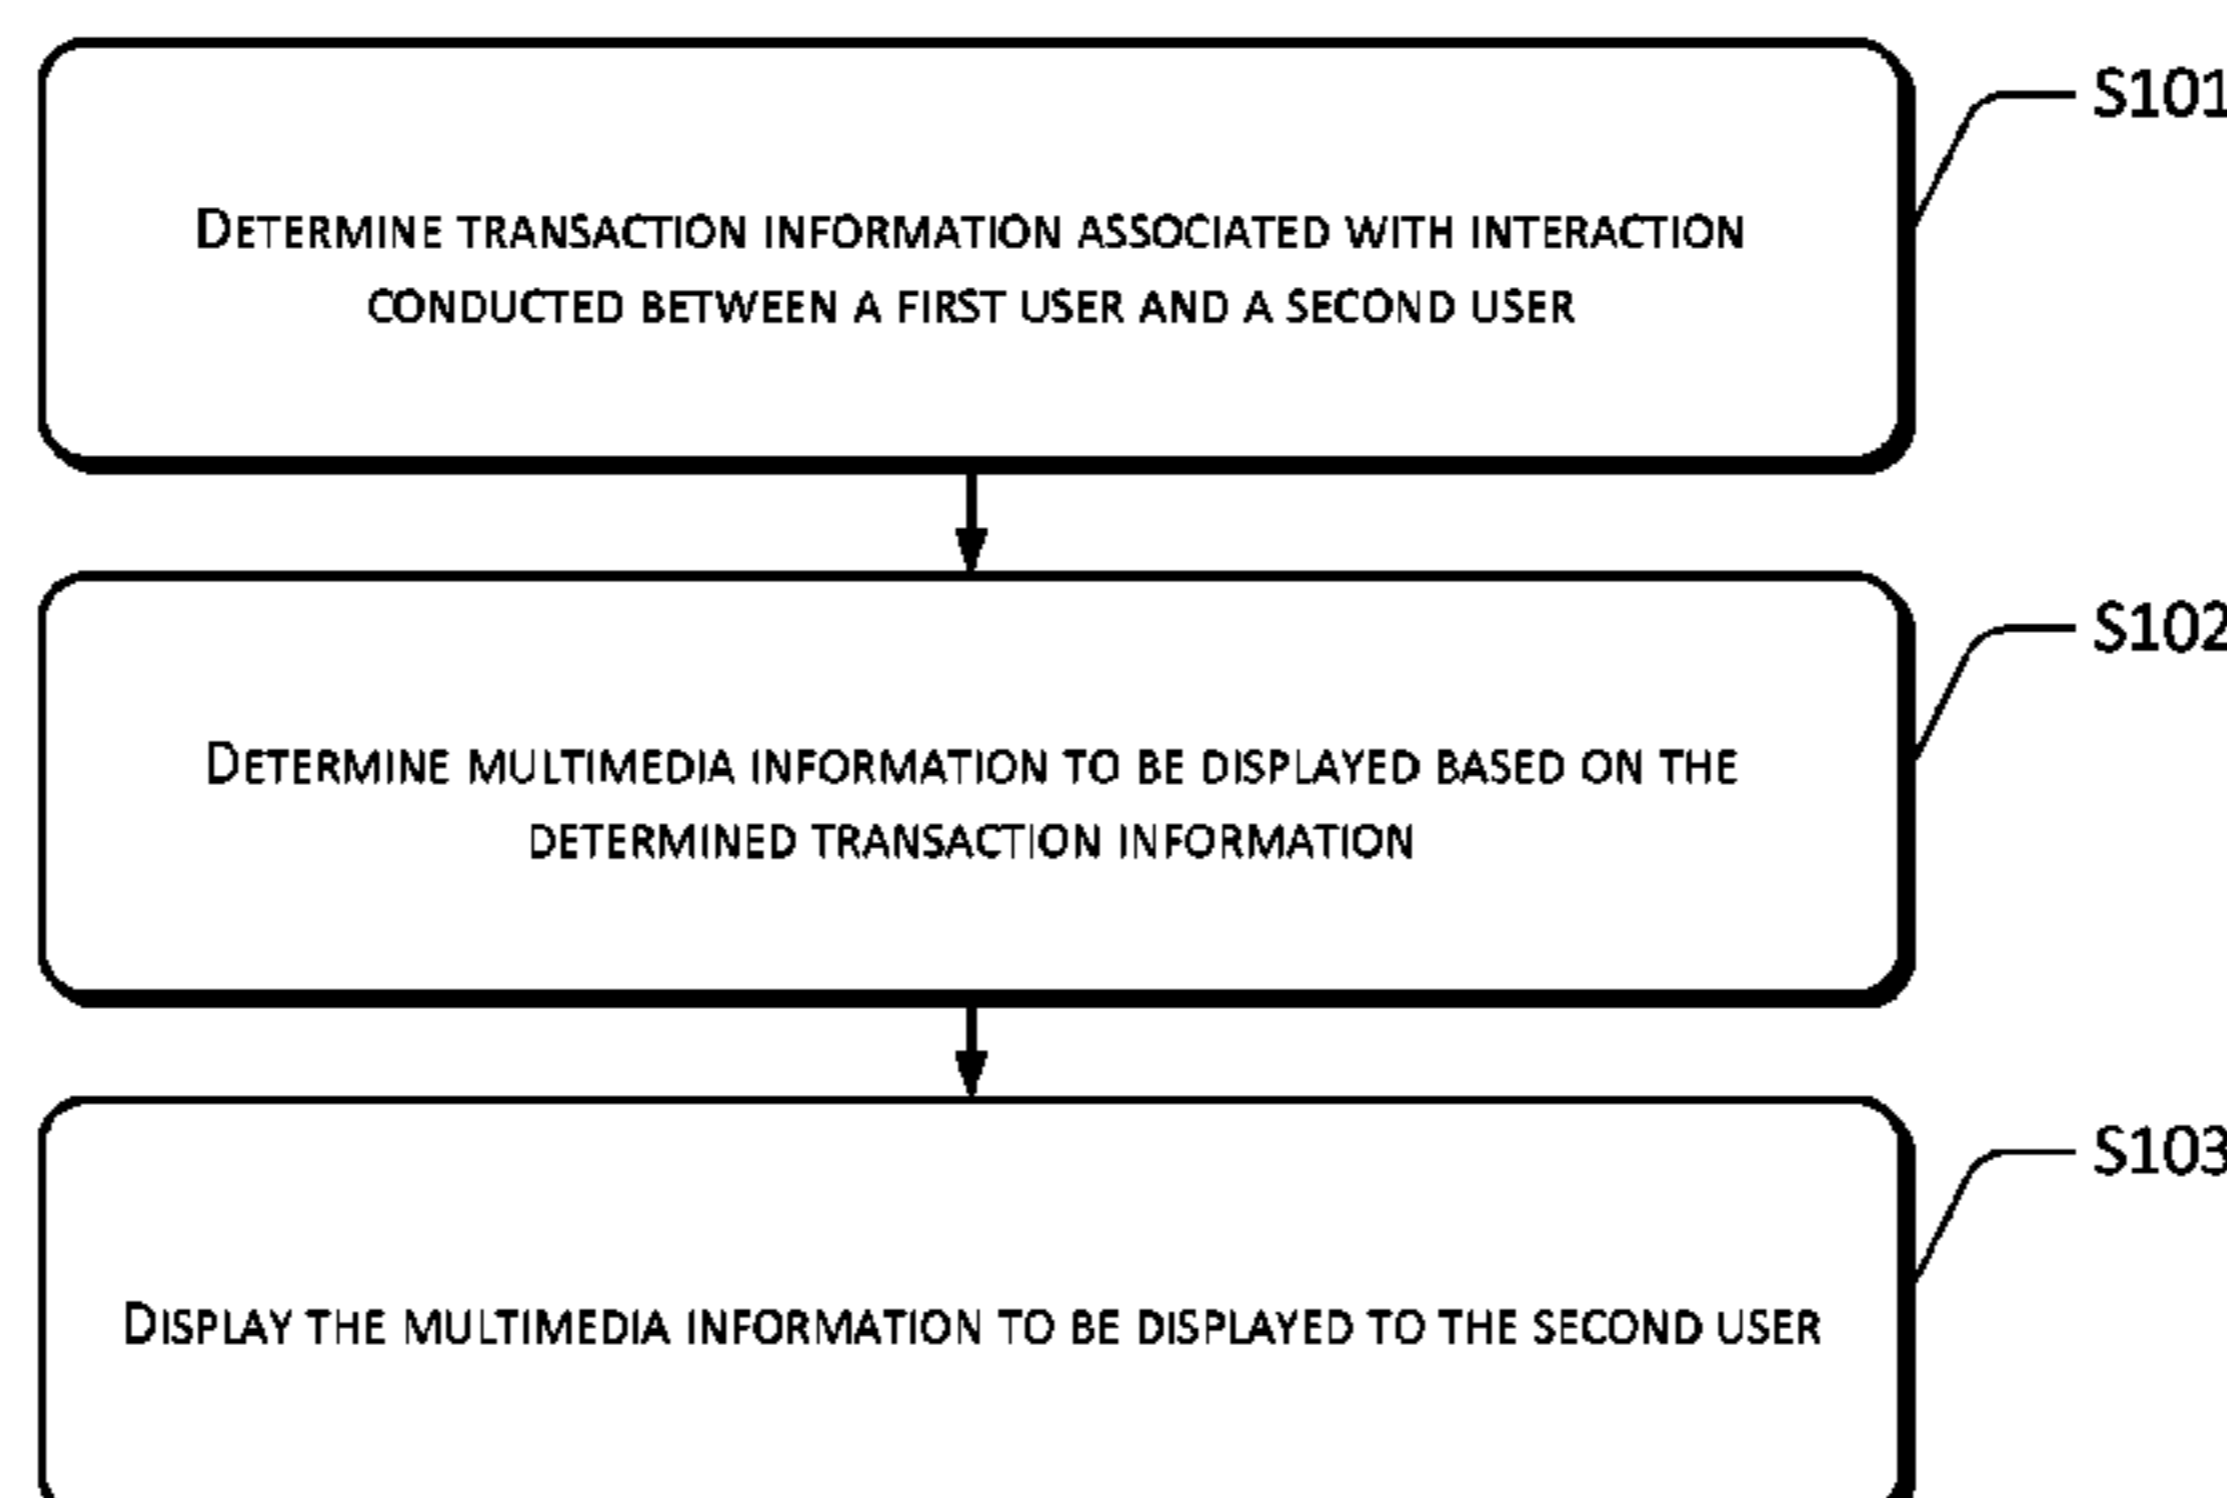 S101
DETERMINE TRANSACTION INFORMATION ASSOCIATED WITH INTERACTION
CONDUCTED BETWEEN A FIRST USER AND A SECOND USER
S102
DETERMINE MULTIMEDIA INFORMATION TO BE DISPLAYED BASED ON THE
DETERMINED TRANSACTION INFORMATION
S103
DISPLAY THE MULTIMEDIA INFORMATION TO BE DISPLAYED TO THE SECOND USER